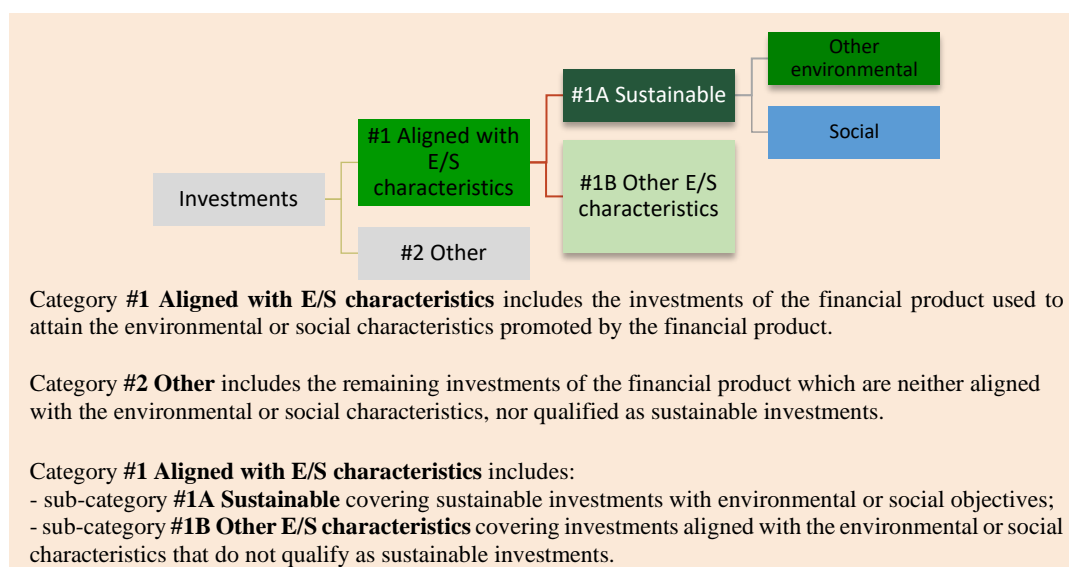 Other
environmental
#1A Sustainable
Social
#1 Aligned with
E/S
characteristics
#1B Other E/S
characteristics
Investments
#2 Other
Category #1 Aligned with E/S characteristics includes the investments of the financial product used to
attain the environmental or social characteristics promoted by the financial product.
Category #2 Other includes the remaining investments of the financial product which are neither aligned
with the environmental or social characteristics, nor qualified as sustainable investments.
Category #1 Aligned with E/S characteristics includes:
- sub-category #1A Sustainable covering sustainable investments with environmental or social objectives;
- sub-category #1B Other E/S characteristics covering investments aligned with the environmental or social
characteristics that do not qualify as sustainable investments.